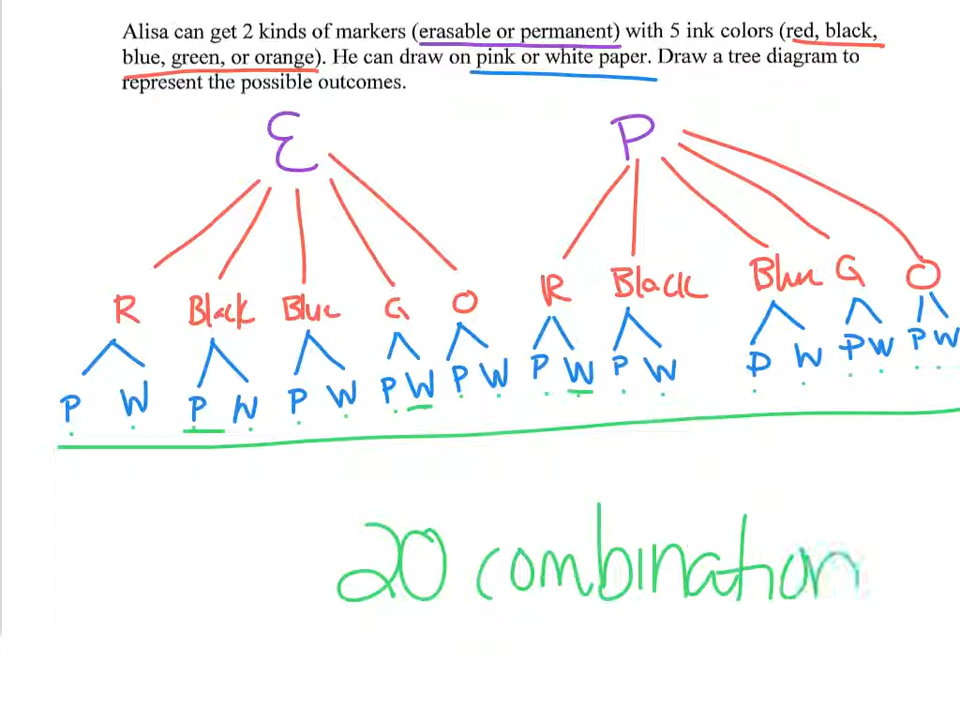 Alisa can get 2 kinds of markers (erasable or permanent) with 5 ink colors (red, black,
blue, green, or orange). He can draw on pink or white paper. Draw a tree diagram to
represent the possible outcomes.
E P
R Black Blue G O R Black Blue G O
P W P W P W P W P W P W P W P W P W P W
20 combination